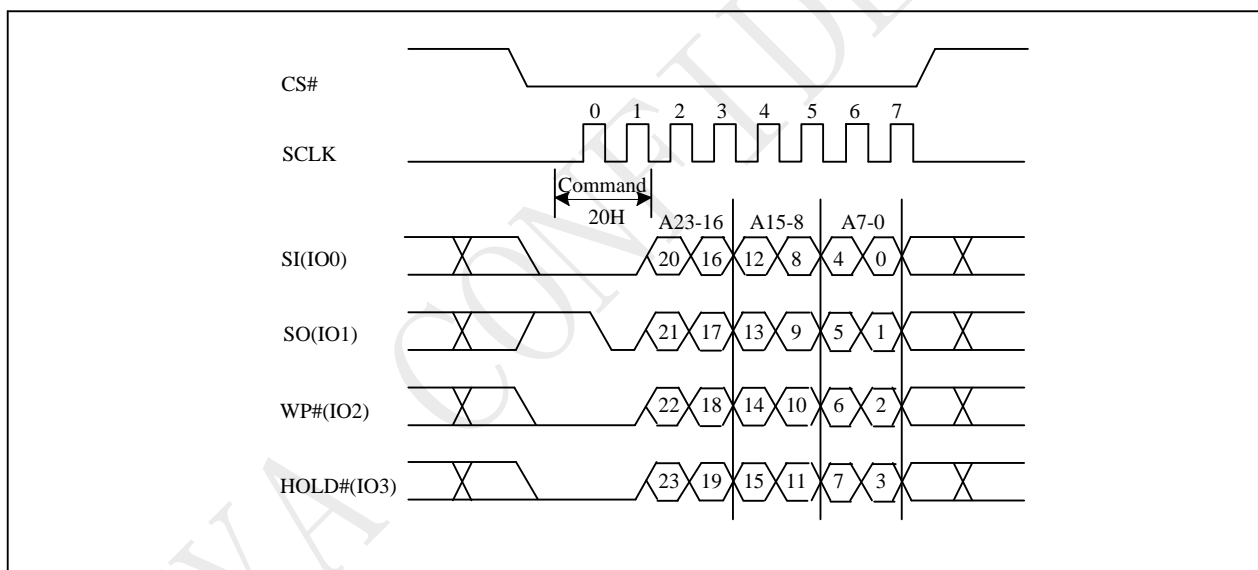 CS#
0 1 2 3 4 5 6 7
SCLK
Command
20H
A23-16 A15-8 A7-0
SI(IO0) 20 16 12 8 4 0
SO(IO1) 21 17 13 9 5 1
WP#(IO2) 22 18 14 10 6 2
HOLD#(IO3) 23 19 15 11 7 3